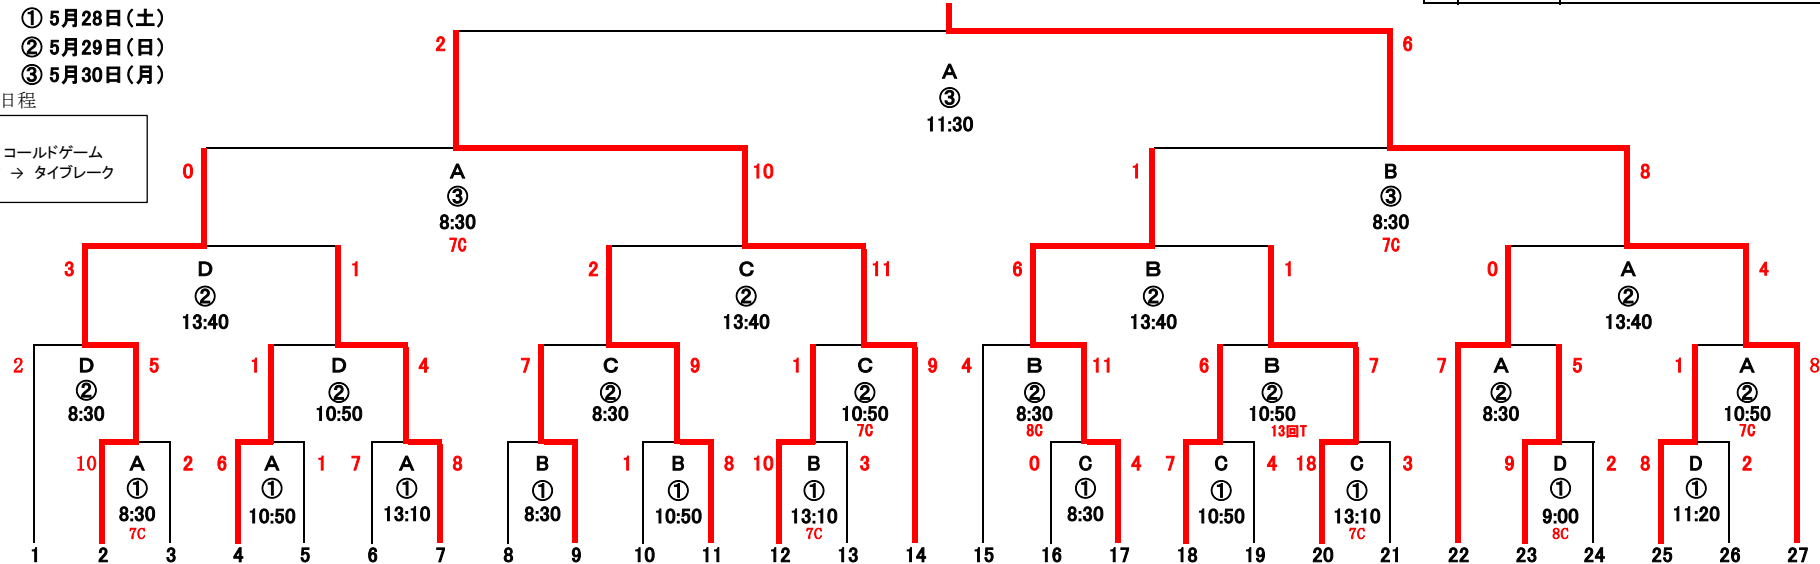 ① 5月28日(土)
② 5月29日(日)
③ 5月30日(月)
日程
コールドゲーム
→ タイブレーク
2 6
A
③
11:30
0 10 1 8
A B
③ ③
8:30 8:30
7C 7C
3 1 2 11 6 1 0 4
D C B A
② ② ② ②
13:40 13:40 13:40 13:40
2 5 1 4 7 9 1 9 4 11 6 7 7 5 1 8
D D C C B B A A
② ② ② ② ② ② ② ②
8:30 10:50 8:30 10:50 8:30 10:50 8:30 10:50
7C 8C 13回T 7C
10 2 6 1 7 8 1 8 10 3 0 4 7 4 18 3 9 2 8 2
A A A B B B C C C D D
① ① ① ① ① ① ① ① ① ① ①
8:30 10:50 13:10 8:30 10:50 13:10 8:30 10:50 13:10 9:00 11:20
7C 7C 7C 8C
1 2 3 4 5 6 7 8 9 10 11 12 13 14 15 16 17 18 19 20 21 22 23 24 25 26 27